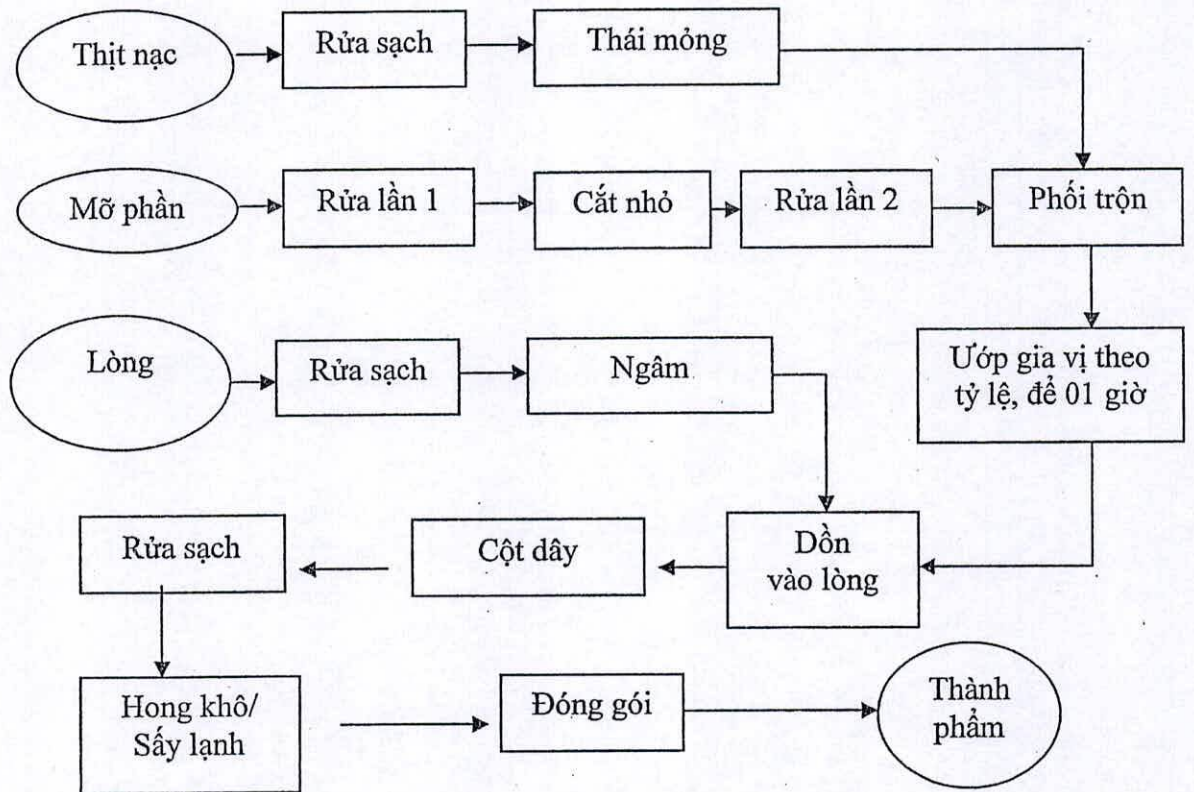 Thịt nạc
Rửa sạch
Thái mỏng
Mỡ phần
Rửa lần 1
Cắt nhỏ
Rửa lần 2
Phối trộn
Lòng
Rửa sạch
Ngâm
Ướp gia vị theo
tỷ lệ, để 01 giờ
Rửa sạch
Cột dây
Dồn
vào lòng
Hong khô/
Sấy lạnh
Đóng gói
Thành
phẩm